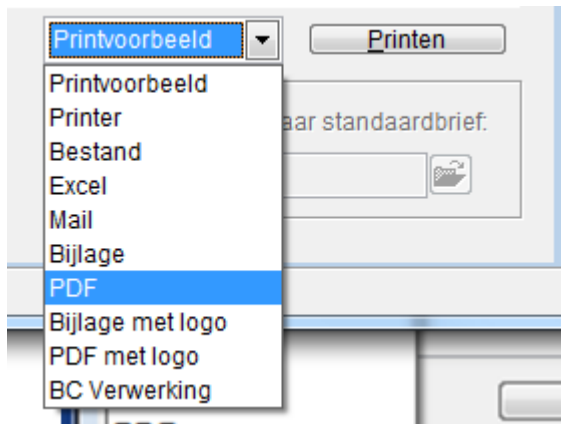 Printvoorbeeld
Printen
Printvoorbeeld
Printer
aar standaardbrief:
Bestand
Excel
Mail
Bijlage
PDF
Bijlage met logo
PDF met logo
BC Verwerking